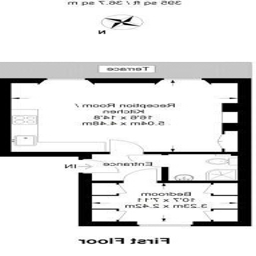 395 sq ft / 36.7 sq m
N
Terrace
Reception Room /
Kitchen
16'6 x 14'8
5.04m x 4.48m
IN
Entrance
Bedroom
10'7 x 7'11
3.23m x 2.42m
First Floor